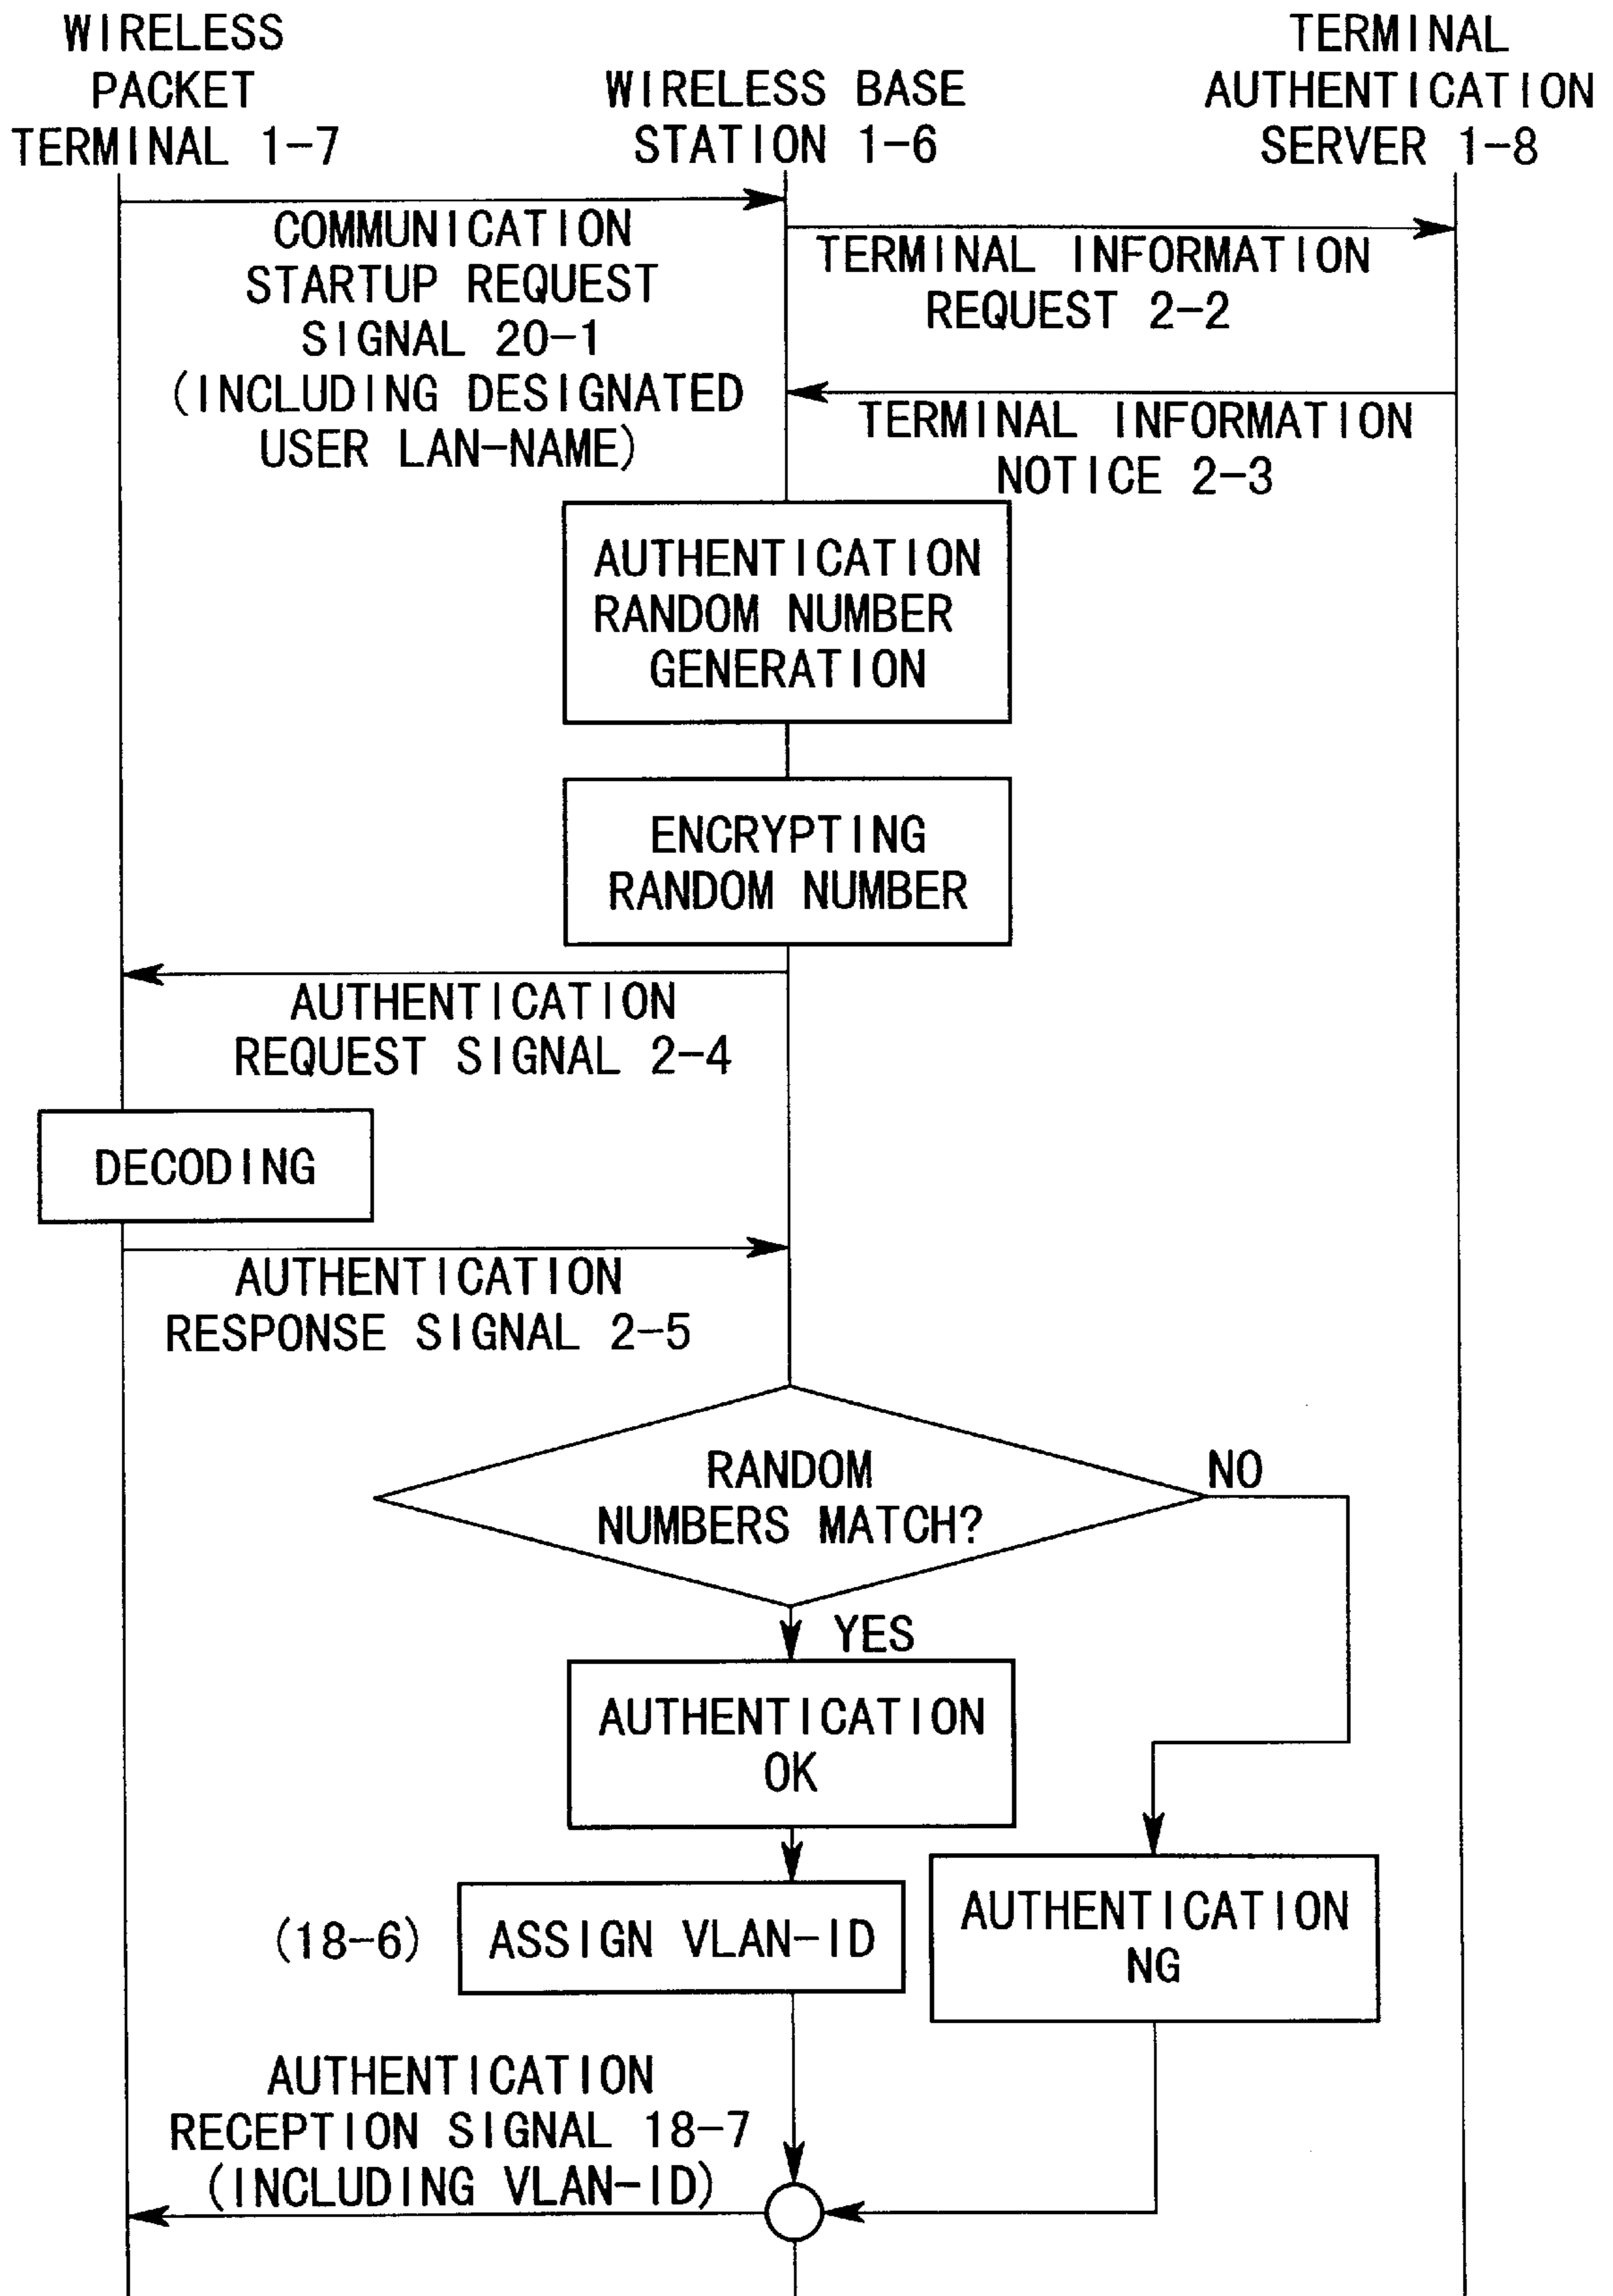 WIRELESS
PACKET
TERMINAL 1-7
WIRELESS BASE
STATION 1-6
TERMINAL
AUTHENTICATION
SERVER 1-8
COMMUNICATION
STARTUP REQUEST
SIGNAL 20-1
(INCLUDING DESIGNATED
USER LAN-NAME)
TERMINAL INFORMATION
REQUEST 2-2
TERMINAL INFORMATION
NOTICE 2-3
AUTHENTICATION
RANDOM NUMBER
GENERATION
ENCRYPTING
RANDOM NUMBER
AUTHENTICATION
REQUEST SIGNAL 2-4
DECODING
AUTHENTICATION
RESPONSE SIGNAL 2-5
RANDOM
NUMBERS MATCH?
NO
YES
AUTHENTICATION
OK
(18-6)
ASSIGN VLAN-ID
AUTHENTICATION
NG
AUTHENTICATION
RECEPTION SIGNAL 18-7
(INCLUDING VLAN-ID)